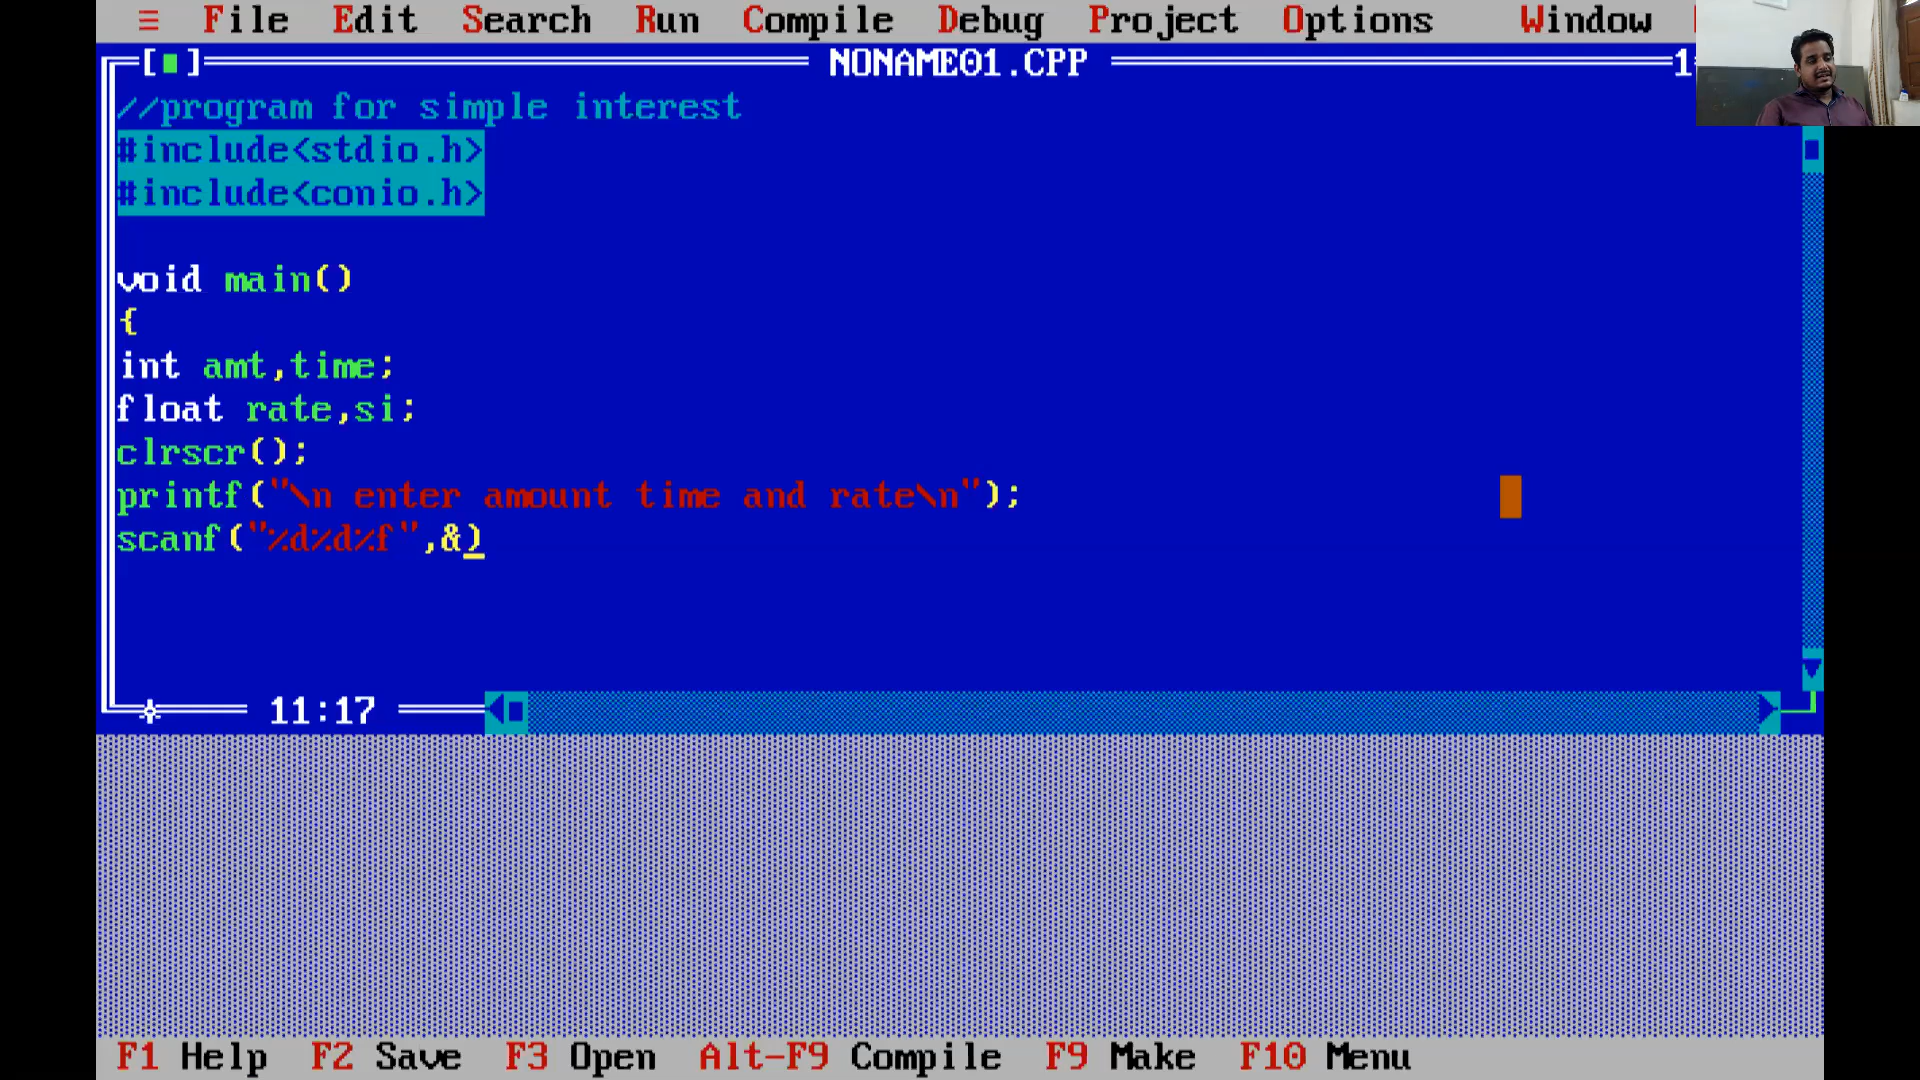 ≡ File Edit Search Run Compile Debug Project Options Window
[■] NONAME01.CPP 1
//program for simple interest
#include<stdio.h>
#include<conio.h>
void main()
{
int amt,time;
float rate,si;
clrscr();
printf("\n enter amount time and rate\n");
scanf("%d%d%f",&)
11:17
F1 Help F2 Save F3 Open Alt-F9 Compile F9 Make F10 Menu